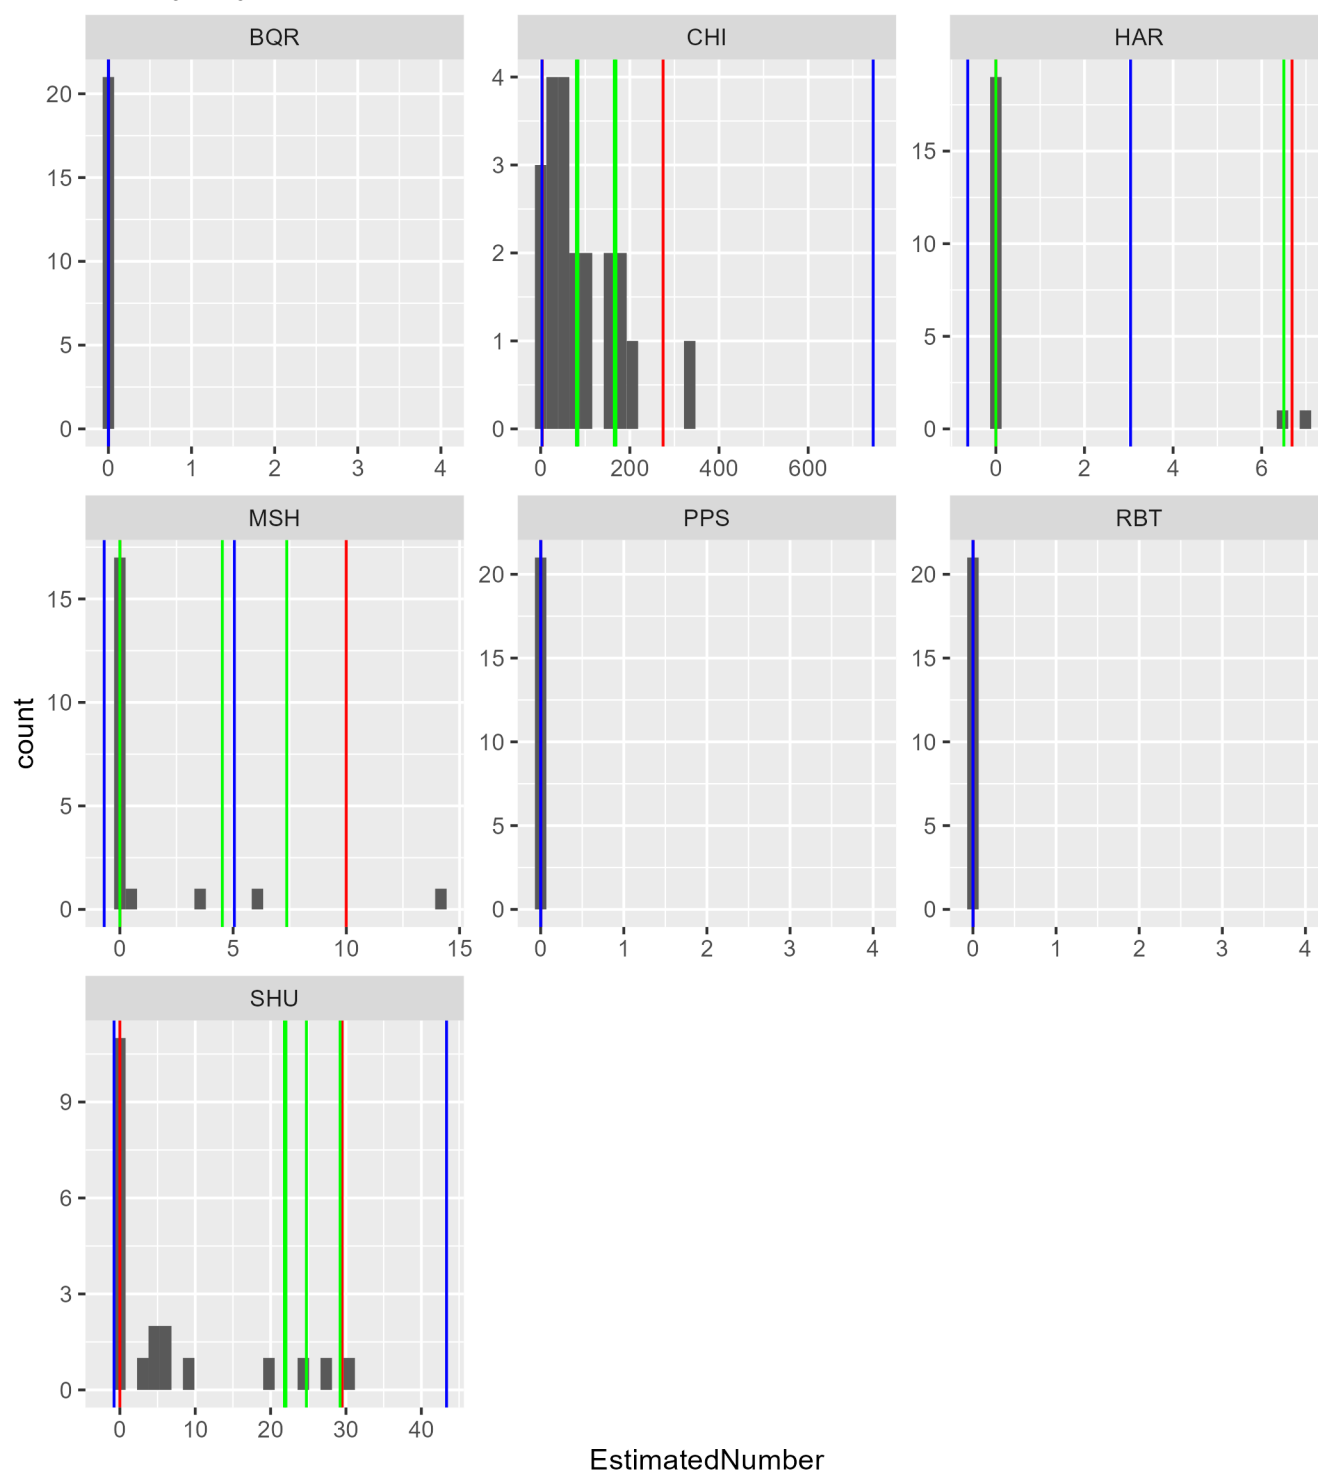 BQR CHI HAR
20 15 10 5 0
4 3 2 1 0
15 10 5 0
0 1 2 3 4
0 200 400 600
0 2 4 6
MSH PPS RBT
15 10 5 0
20 15 10 5 0
20 15 10 5 0
0 5 10 15
0 1 2 3 4
0 1 2 3 4
count
SHU
9 6 3 0
0 10 20 30 40
EstimatedNumber